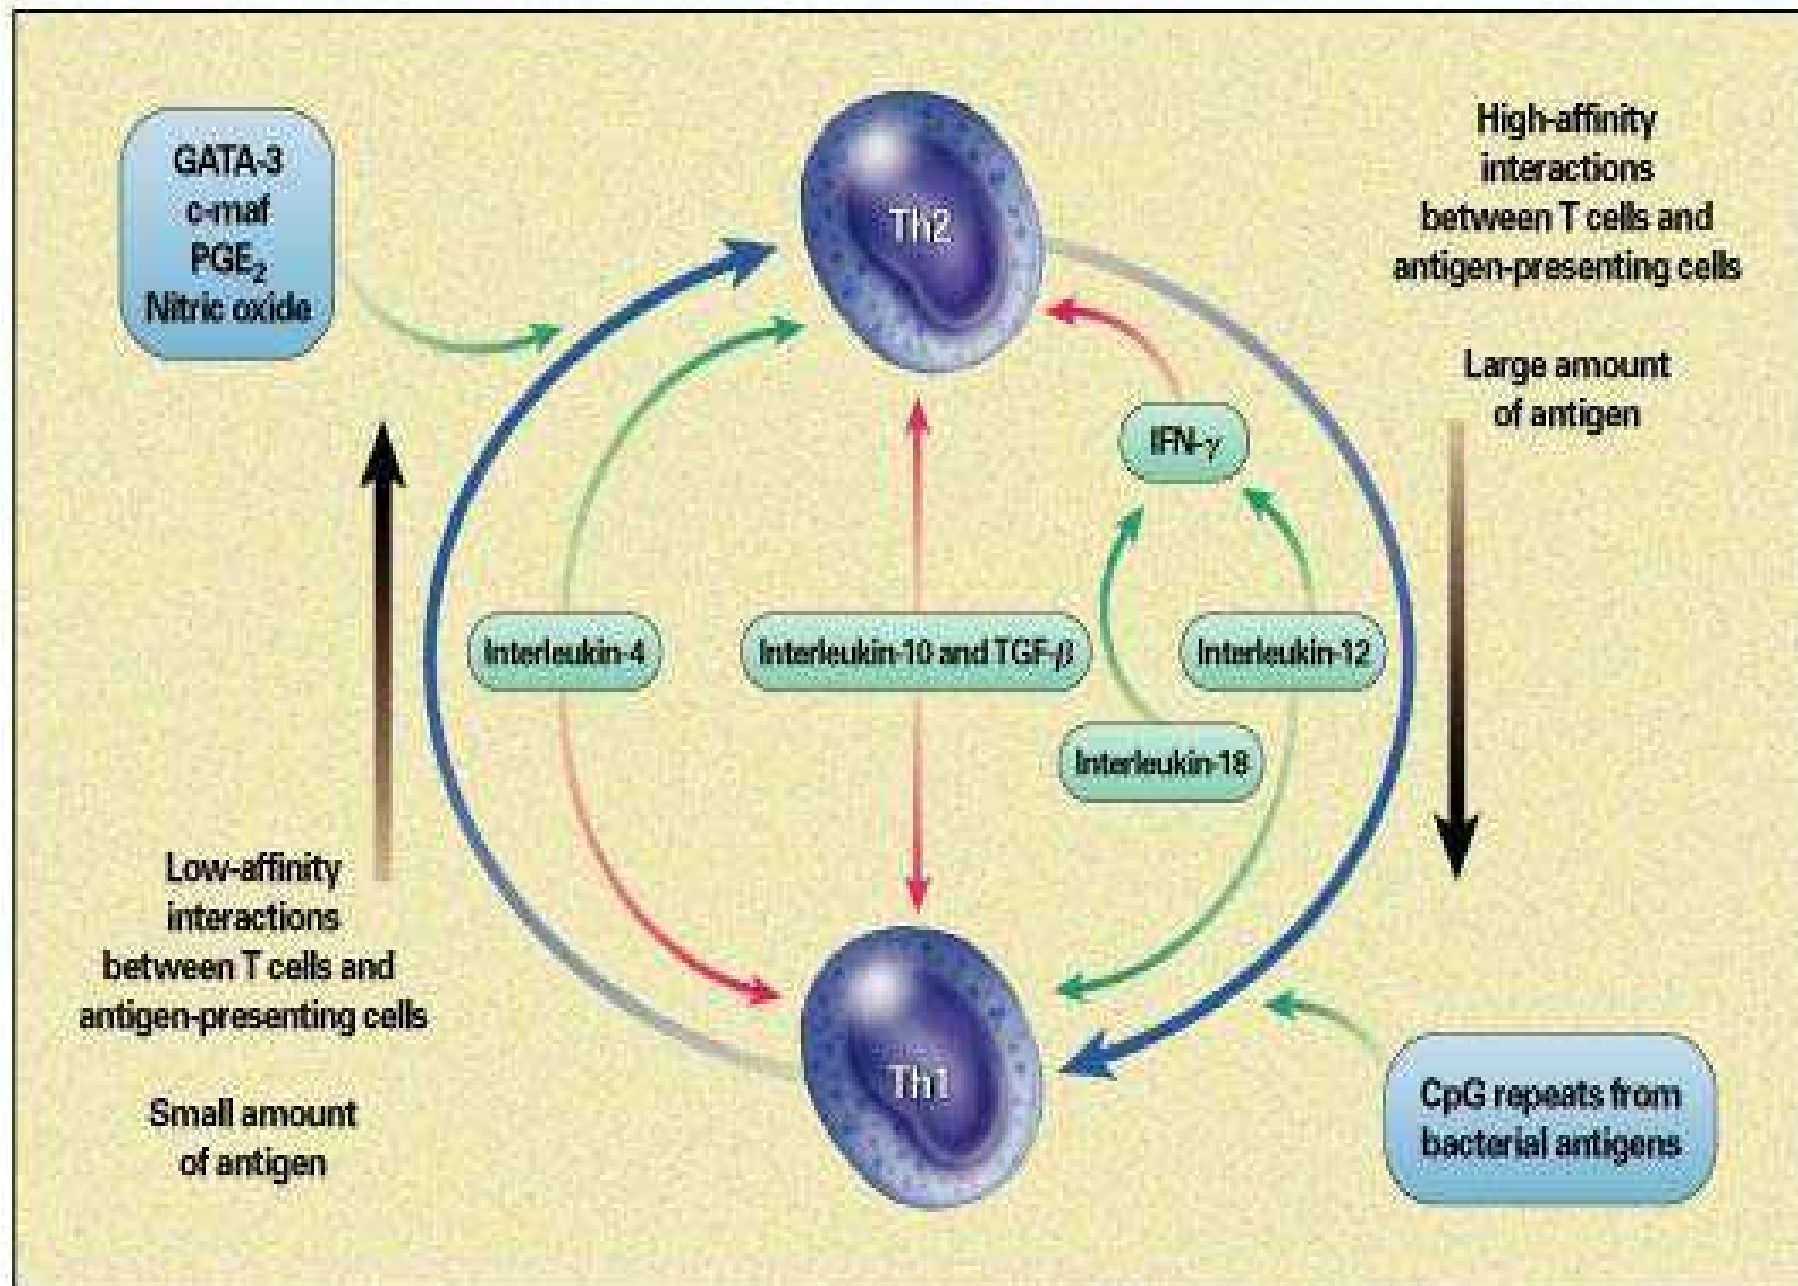 GATA-3
c-maf
PGE₂
Nitric oxide
Th2
High-affinity
interactions
between T cells and
antigen-presenting cells
Large amount
of antigen
IFN-γ
Interleukin-4
Interleukin-10 and TGF-β
Interleukin-12
Interleukin-18
Low-affinity
interactions
between T cells and
antigen-presenting cells
Small amount
of antigen
Th1
CpG repeats from
bacterial antigens